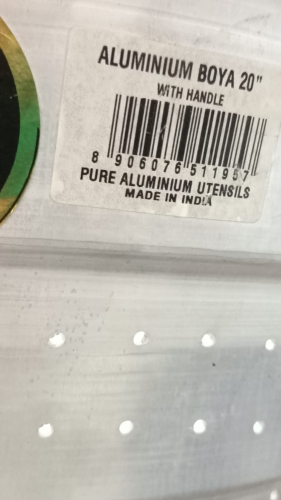 ALUMINIUM BOYA 20"
WITH HANDLE
8 906076 511957
PURE ALUMINIUM UTENSILS
MADE IN INDIA